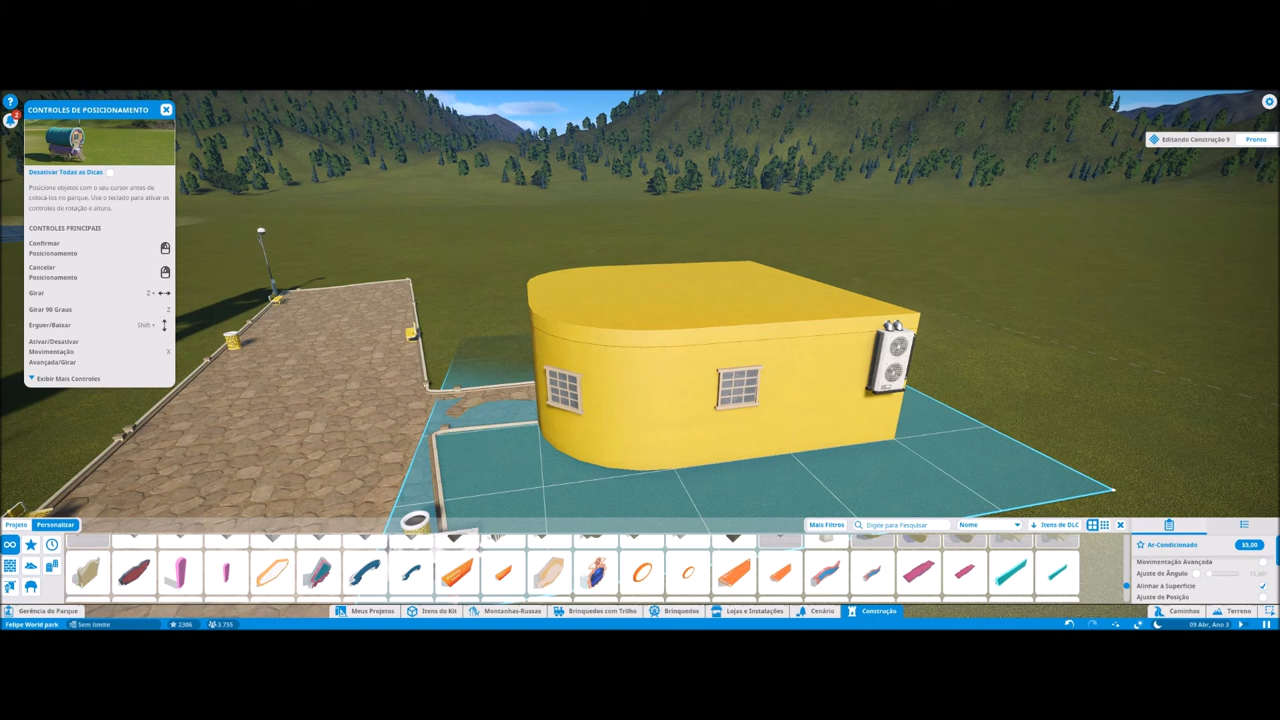 ?
CONTROLES DE POSICIONAMENTO
2
Desativar Todas as Dicas
Posicione objetos com o seu cursor antes de
colocá-los no parque. Use o teclado para ativar os
controles de rotação e altura.
CONTROLES PRINCIPAIS
Confirmar
Posicionamento
Cancelar
Posicionamento
Girar Z +
Girar 90 Graus Z
Erguer/Baixar Shift +
Ativar/Desativar
Movimentação X
Avançada/Girar
Exibir Mais Controles
Editando Construção 9 Pronto
Projeto Personalizar
Mais Filtros Digite para Pesquisar Nome Itens de DLC
Ar-Condicionado $5,00
Movimentação Avançada
Ajuste de Ângulo
Alinhar à Superfície
Ajuste de Posição
Gerência do Parque Meus Projetos Itens do Kit Montanhas-Russas Brinquedos com Trilho Brinquedos Lojas e Instalações Cenário Construção Caminhos Terreno
Felipe World park Sem limite 2306 3.755 09 Abr, Ano 3